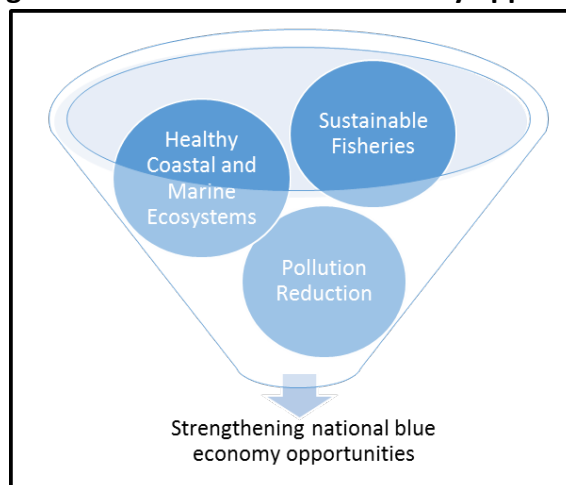 Healthy
Coastal and
Marine
Ecosystems
Sustainable
Fisheries
Pollution
Reduction
Strengthening national blue
economy opportunities